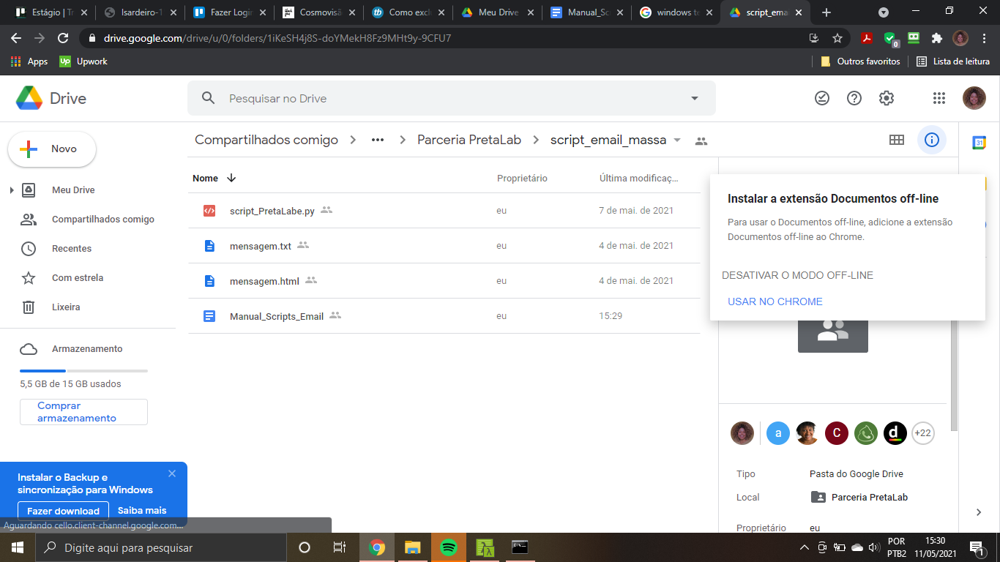 Estágio | Tr
lsardeiro-1
Fazer Login
Cosmovisã
Como excl
Meu Drive
Manual_Sc
windows te
script_ema
drive.google.com/drive/u/0/folders/1iKeSH4j8S-doYMekH8Fz9MHt9y-9CFU7
0
Apps
Up Upwork
Outros favoritos
Lista de leitura
Drive
Pesquisar no Drive
Novo
Compartilhados comigo
Parceria PretaLab
script_email_massa
31
Meu Drive
Compartilhados comigo
Recentes
Com estrela
Lixeira
Armazenamento
5,5 GB de 15 GB usados
Comprar
armazenamento
Nome
Proprietário
Última modificaç...
script_PretaLabe.py
eu
7 de mai. de 2021
mensagem.txt
eu
4 de mai. de 2021
mensagem.html
eu
4 de mai. de 2021
Manual_Scripts_Email
eu
15:29
Instalar a extensão Documentos off-line
Para usar o Documentos off-line, adicione a extensão
Documentos off-line ao Chrome.
DESATIVAR O MODO OFF-LINE
USAR NO CHROME
a
C
d
+22
Tipo
Pasta do Google Drive
Local
Parceria PretaLab
Proprietário
eu
Instalar o Backup e
sincronização para Windows
Fazer download
Saiba mais
Aguardando cello.client-channel.google.com...
Digite aqui para pesquisar
POR
PTB2
15:30
11/05/2021
1